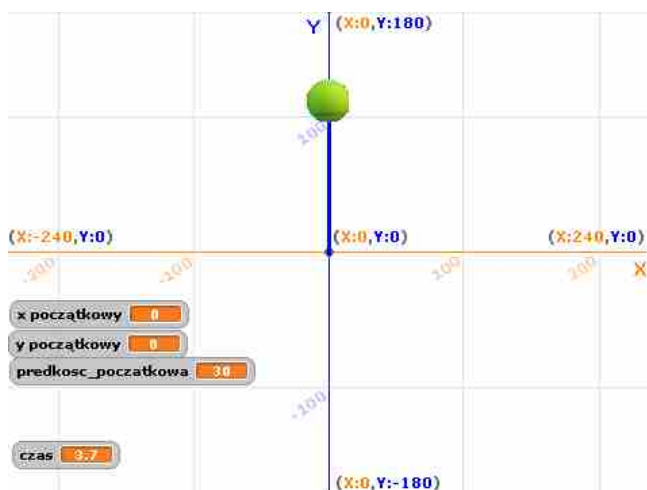 Y (X:0,Y:180)
100
(X:-240,Y:0) (X:0,Y:0) (X:240,Y:0)
-200 -100 100 200 X
x początkowy 0
y początkowy 0
predkosc_poczatkowa 30
-100
czas 3.7
(X:0,Y:-180)